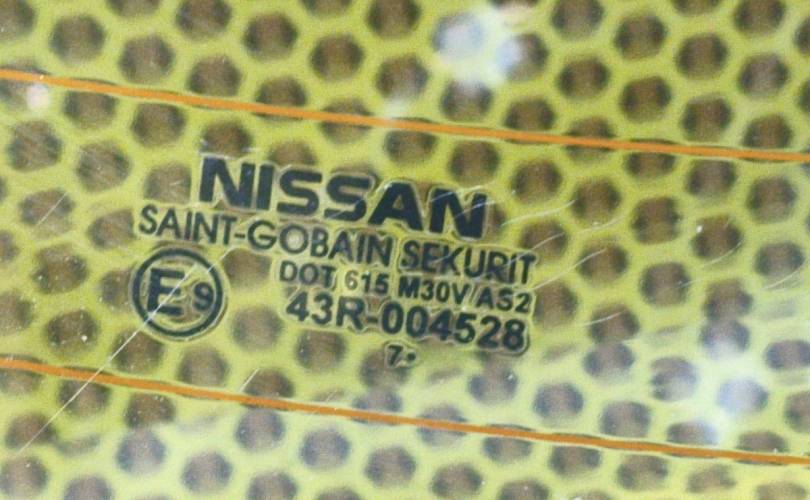 NISSAN
SAINT-GOBAIN SEKURIT
E9
DOT 615 M30V AS2
43R-004528
7•